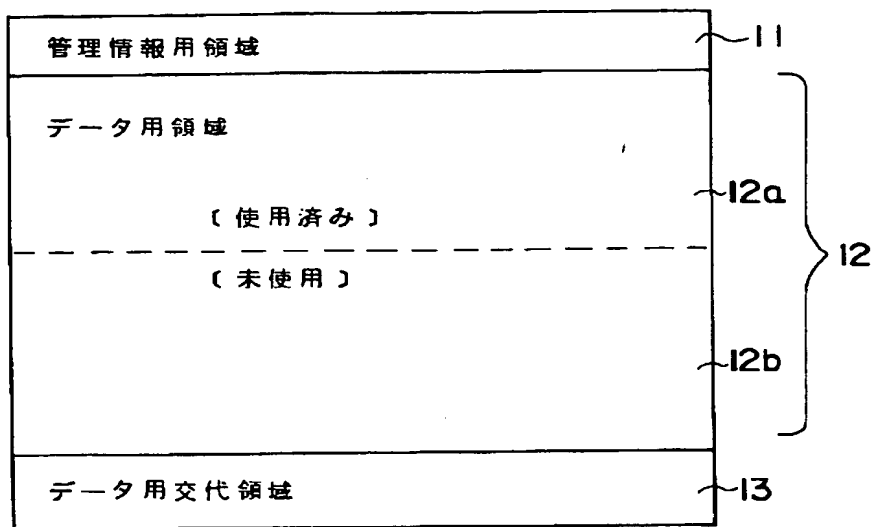 管理情報用領域
11
データ用領域
12a
〔使用済み〕
12
〔未使用〕
12b
データ用交代領域
13